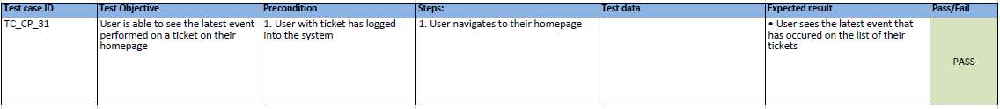 Test case ID Test Objective Precondition Steps: Test data Expected result Pass/Fail
TC_CP_31 User is able to see the latest event 1. User with ticket has logged 1. User navigates to their homepage • User sees the latest event that
performed on a ticket on their into the system has occured on the list of their
homepage tickets
PASS